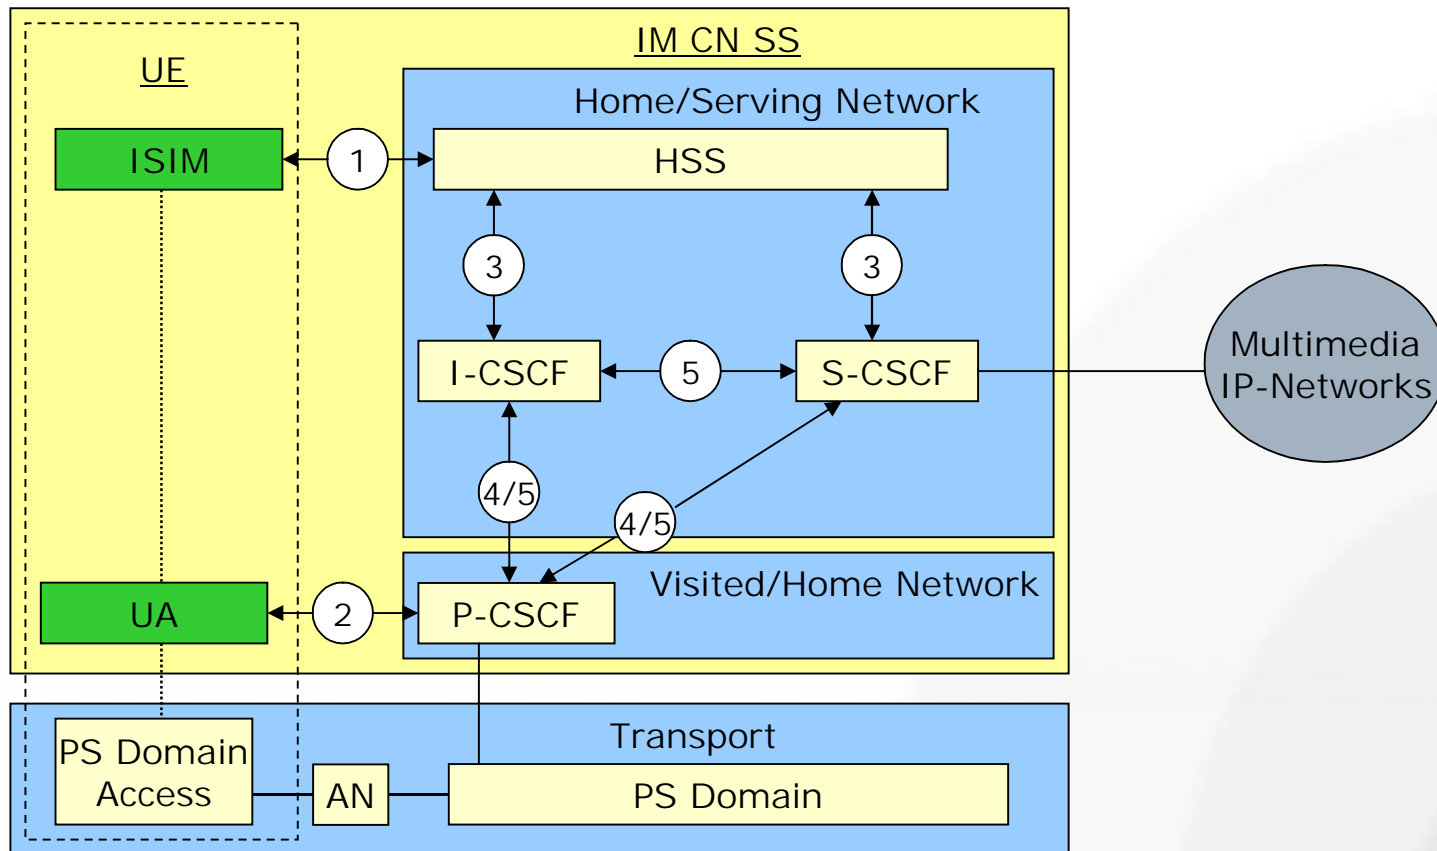 IM CN SS
UE
Home/Serving Network
ISIM
1
HSS
3
3
I-CSCF
5
S-CSCF
Multimedia
IP-Networks
4/5
4/5
Visited/Home Network
UA
2
P-CSCF
Transport
PS Domain
Access
AN
PS Domain